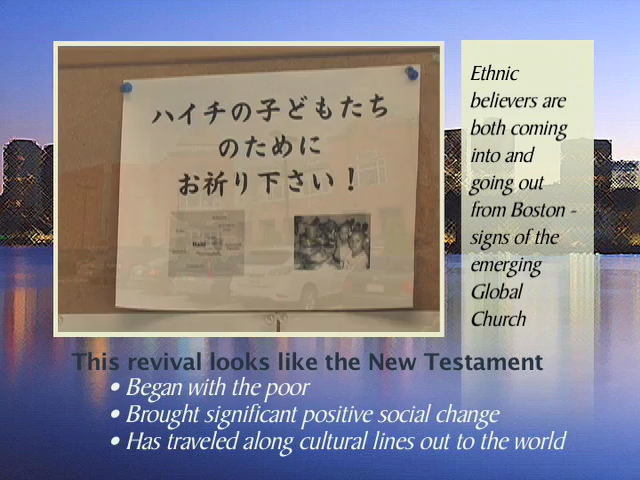 ハイチの子どもたち
のために
お祈り下さい！
Haiti
Ethnic
believers are
both coming
into and
going out
from Boston -
signs of the
emerging
Global
Church
This revival looks like the New Testament
• Began with the poor
• Brought significant positive social change
• Has traveled along cultural lines out to the world